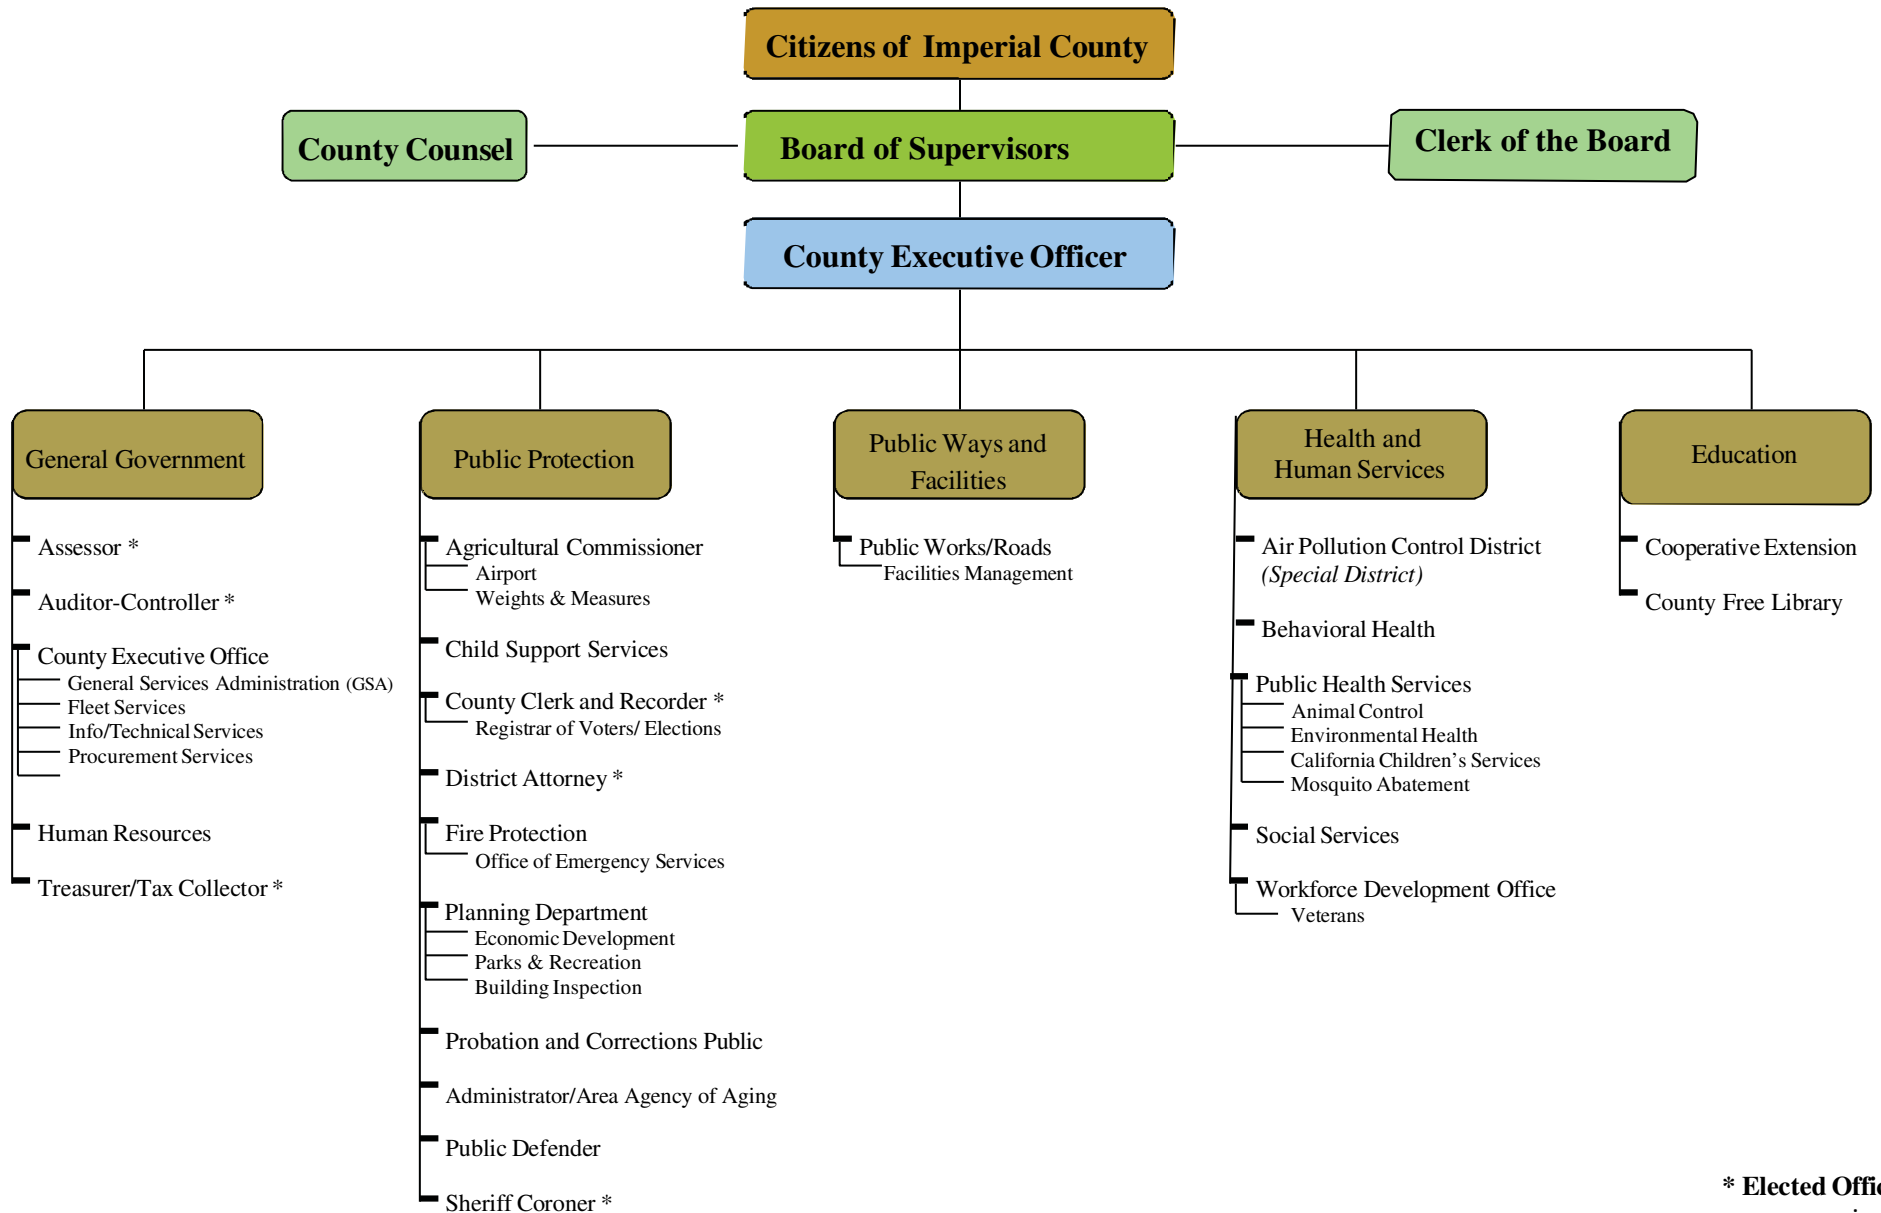 Citizens of Imperial County
County Counsel
Board of Supervisors
Clerk of the Board
County Executive Officer
General Government
Assessor *
Auditor-Controller *
County Executive Office
General Services Administration (GSA)
Fleet Services
Info/Technical Services
Procurement Services
Human Resources
Treasurer/Tax Collector *
Public Protection
Agricultural Commissioner
Airport
Weights & Measures
Child Support Services
County Clerk and Recorder *
Registrar of Voters/ Elections
District Attorney *
Fire Protection
Office of Emergency Services
Planning Department
Economic Development
Parks & Recreation
Building Inspection
Probation and Corrections Public
Administrator/Area Agency of Aging
Public Defender
Sheriff Coroner *
Public Ways and
Facilities
Public Works/Roads
Facilities Management
Health and
Human Services
Air Pollution Control District
(Special District)
Behavioral Health
Public Health Services
Animal Control
Environmental Health
California Children’s Services
Mosquito Abatement
Social Services
Workforce Development Office
Veterans
Education
Cooperative Extension
County Free Library
* Elected